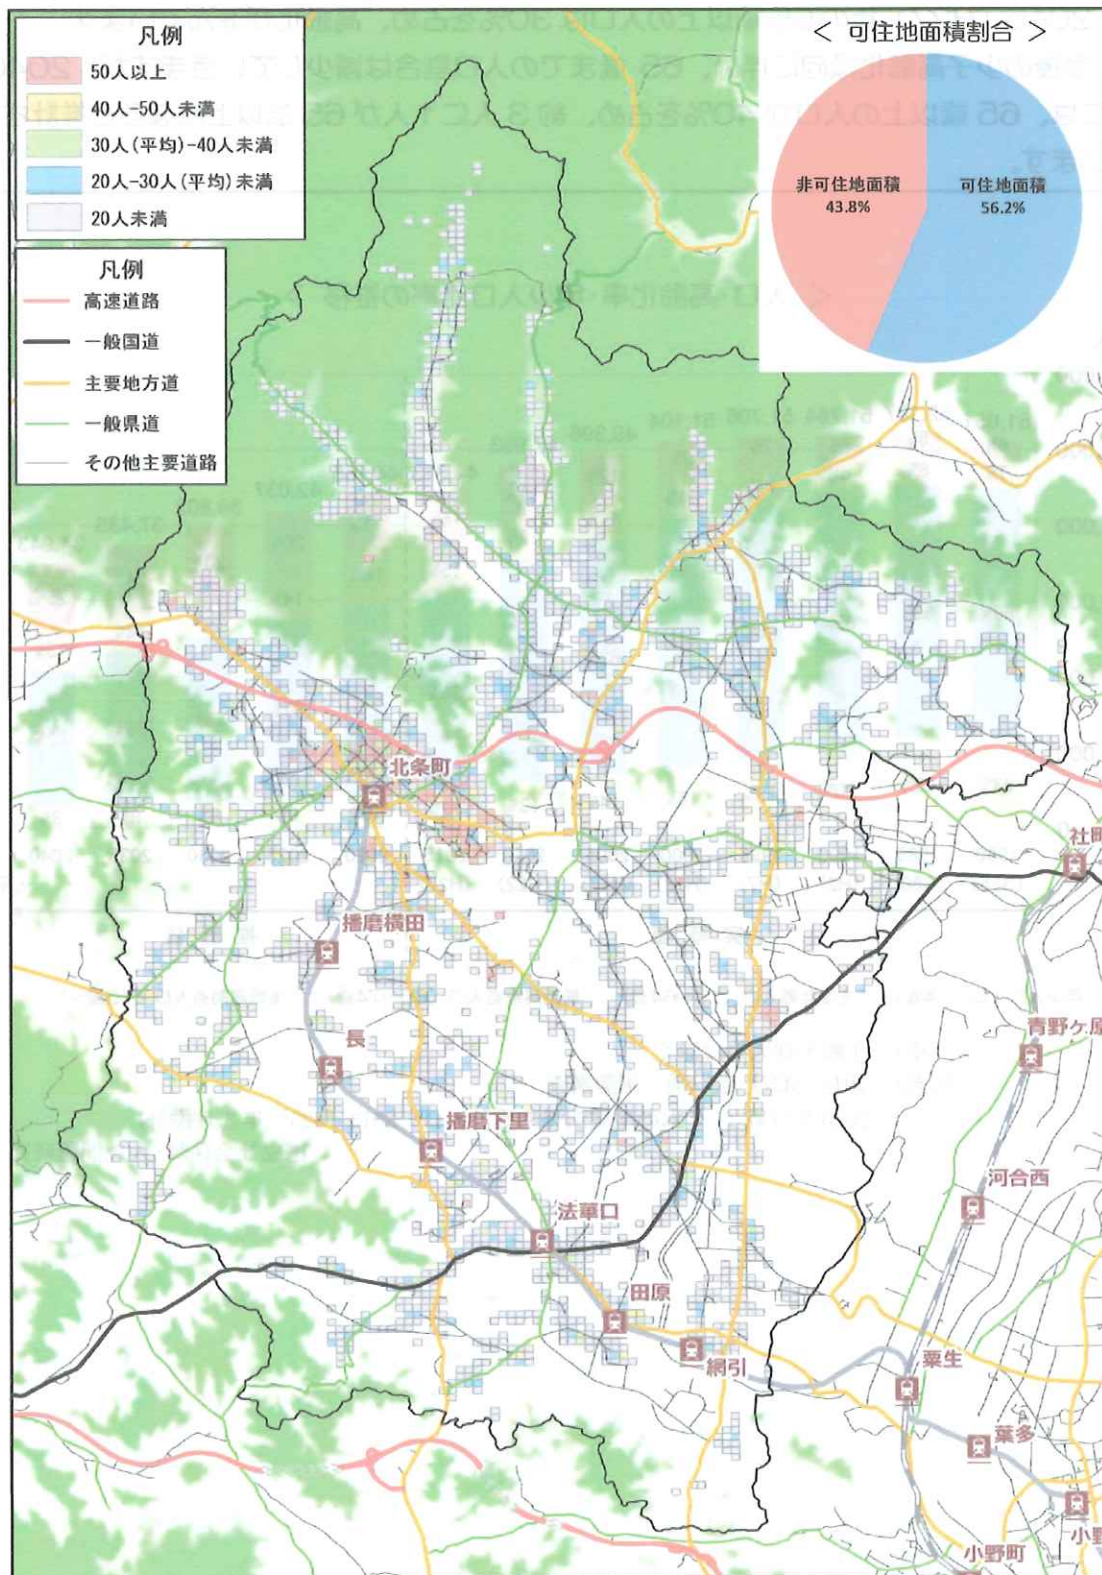 凡例
50人以上
40人-50人未満
30人(平均)-40人未満
20人-30人(平均)未満
20人未満
凡例
高速道路
一般国道
主要地方道
一般県道
その他主要道路
＜ 可住地面積割合 ＞
非可住地面積
43.8%
可住地面積
56.2%
北条町
社町
播磨横田
長
青野ヶ原
播磨下里
法華口
河合西
田原
網引
粟生
葉多
小野町